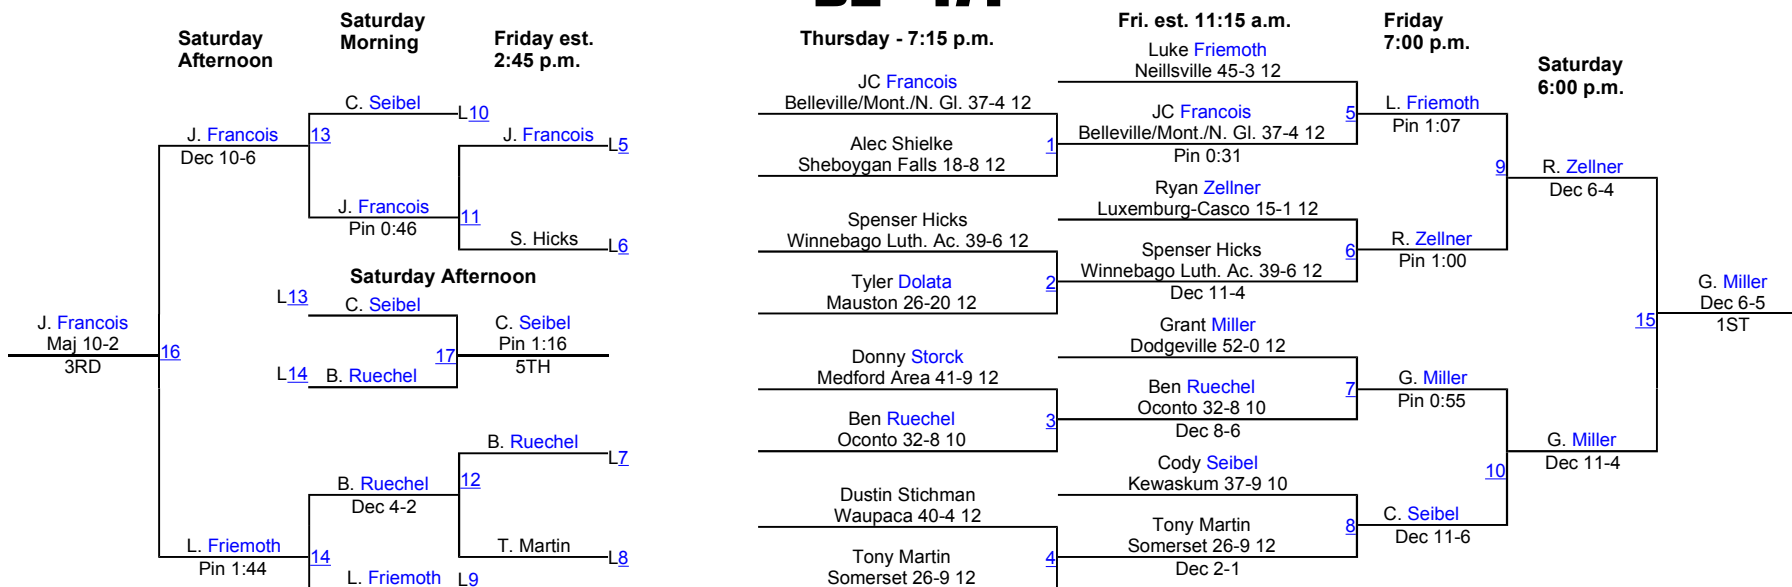 Saturday
Afternoon
Saturday
Morning
Friday est.
2:45 p.m.
Thursday - 7:15 p.m.
Fri. est. 11:15 a.m.
Friday
7:00 p.m.
Saturday
6:00 p.m.
C. Seibel
L10
J. Francois
Dec 10-6
13
J. Francois
L5
J. Francois
Pin 0:46
11
S. Hicks
L6
Saturday Afternoon
L13
C. Seibel
J. Francois
Maj 10-2
3RD
16
17
C. Seibel
Pin 1:16
5TH
L14
B. Ruechel
B. Ruechel
L7
B. Ruechel
Dec 4-2
12
L. Friemoth
Pin 1:44
14
T. Martin
L8
L. Friemoth
L9
JC Francois
Belleville/Mont./N. Gl. 37-4 12
Alec Shielke
Sheboygan Falls 18-8 12
1
Spenser Hicks
Winnebago Luth. Ac. 39-6 12
Tyler Dolata
Mauston 26-20 12
2
Donny Storck
Medford Area 41-9 12
Ben Ruechel
Oconto 32-8 10
3
Dustin Stichman
Waupaca 40-4 12
Tony Martin
Somerset 26-9 12
4
Luke Friemoth
Neillsville 45-3 12
JC Francois
Belleville/Mont./N. Gl. 37-4 12
Pin 0:31
5
Ryan Zellner
Luxemburg-Casco 15-1 12
Spenser Hicks
Winnebago Luth. Ac. 39-6 12
Dec 11-4
6
Grant Miller
Dodgeville 52-0 12
Ben Ruechel
Oconto 32-8 10
Dec 8-6
7
Cody Seibel
Kewaskum 37-9 10
Tony Martin
Somerset 26-9 12
Dec 2-1
8
L. Friemoth
Pin 1:07
9
R. Zellner
Pin 1:00
G. Miller
Pin 0:55
10
C. Seibel
Dec 11-6
R. Zellner
Dec 6-4
15
G. Miller
Dec 11-4
G. Miller
Dec 6-5
1ST